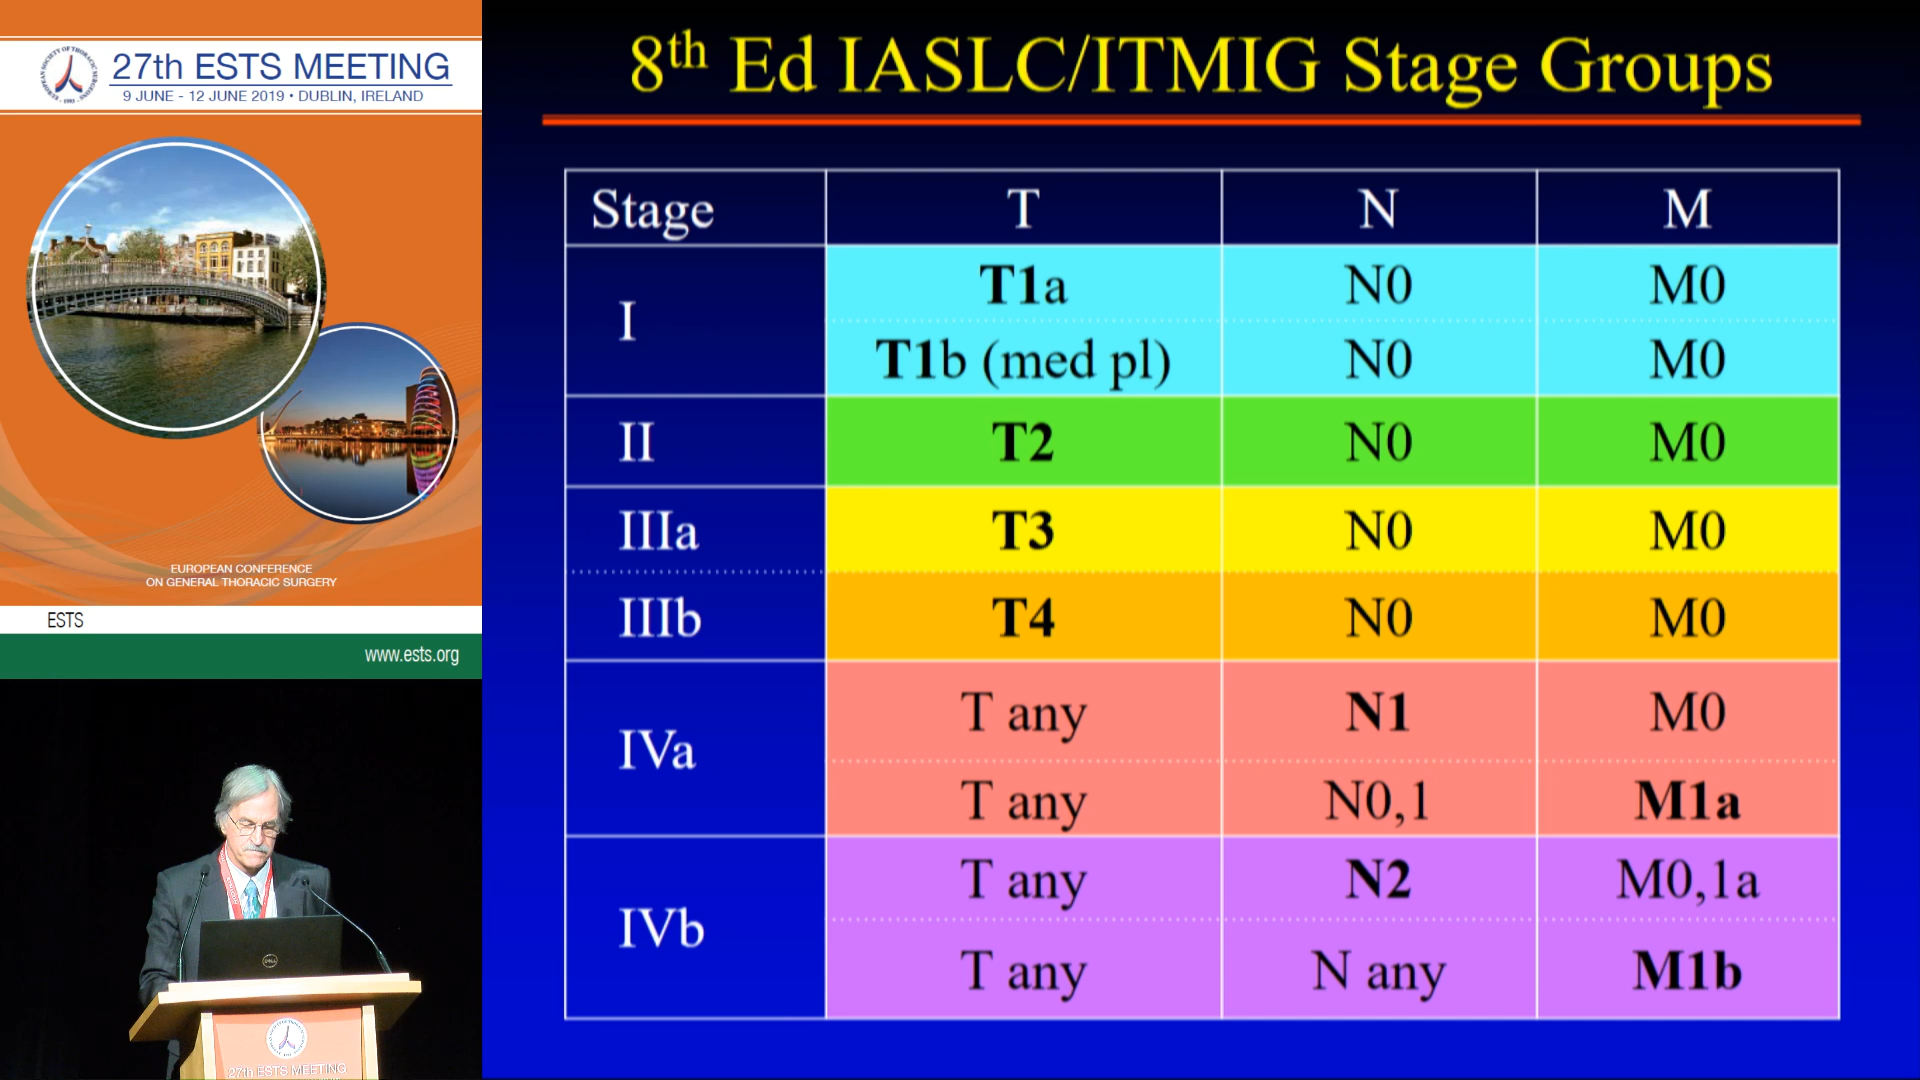 27th ESTS MEETING
9 JUNE - 12 JUNE 2019 • DUBLIN, IRELAND
EUROPEAN CONFERENCE
ON GENERAL THORACIC SURGERY
ESTS
www.ests.org
27th ESTS MEETING
8th Ed IASLC/ITMIG Stage Groups
Stage T N M
I T1a N0 M0
T1b (med pl) N0 M0
II T2 N0 M0
IIIa T3 N0 M0
IIIb T4 N0 M0
IVa T any N1 M0
T any N0,1 M1a
IVb T any N2 M0,1a
T any N any M1b